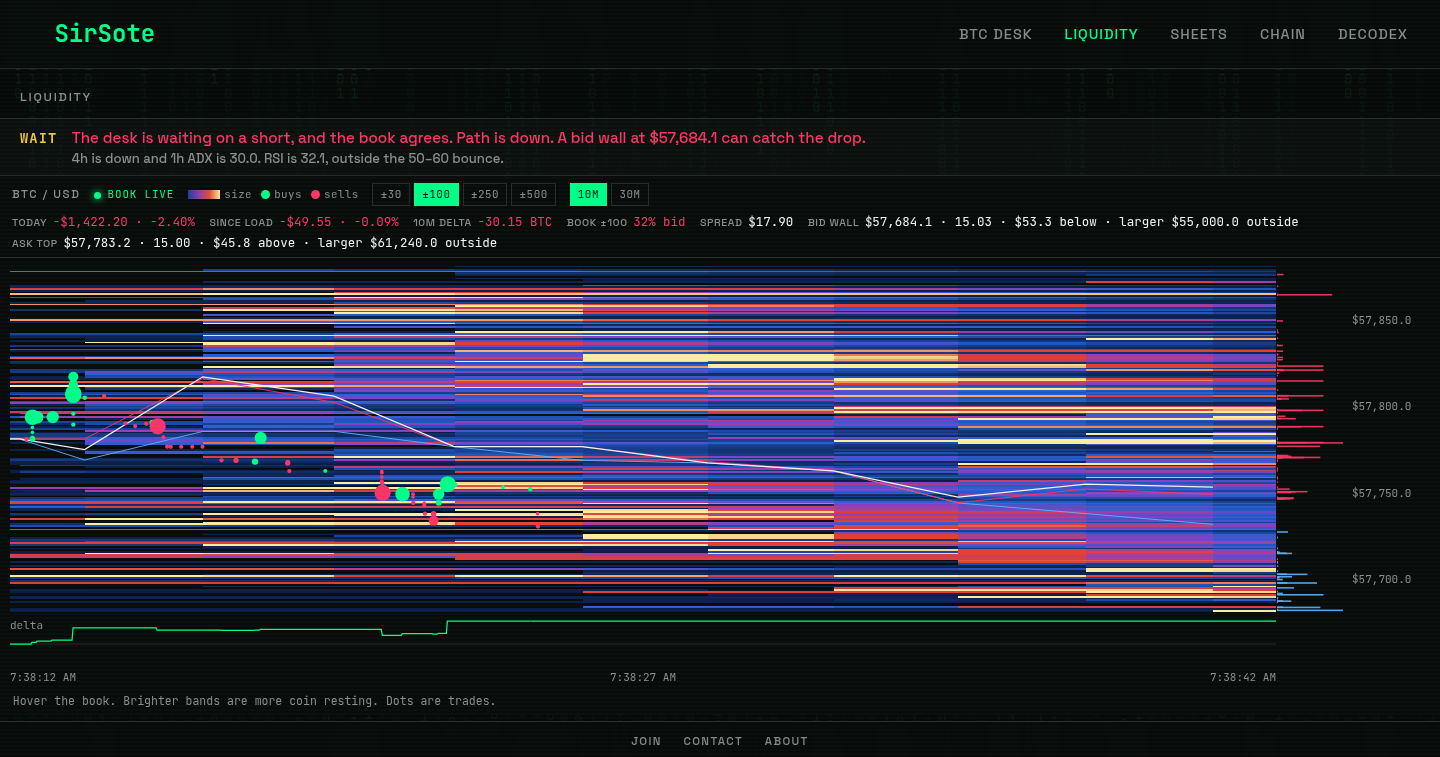 SirSote
BTC DESK LIQUIDITY SHEETS CHAIN DECODEX
LIQUIDITY
WAIT The desk is waiting on a short, and the book agrees. Path is down. A bid wall at $57,684.1 can catch the drop.
4h is down and 1h ADX is 30.0. RSI is 32.1, outside the 50–60 bounce.
BTC / USD BOOK LIVE size buys sells ±30 ±100 ±250 ±500 10M 30M
TODAY -$1,422.20 · -2.40% SINCE LOAD -$49.55 · -0.09% 10M DELTA -30.15 BTC BOOK ±100 32% bid SPREAD $17.90 BID WALL $57,684.1 · 15.03 · $53.3 below · larger $55,000.0 outside
ASK TOP $57,783.2 · 15.00 · $45.8 above · larger $61,240.0 outside
$57,850.0
$57,800.0
$57,750.0
$57,700.0
delta
7:38:12 AM 7:38:27 AM 7:38:42 AM
Hover the book. Brighter bands are more coin resting. Dots are trades.
JOIN CONTACT ABOUT